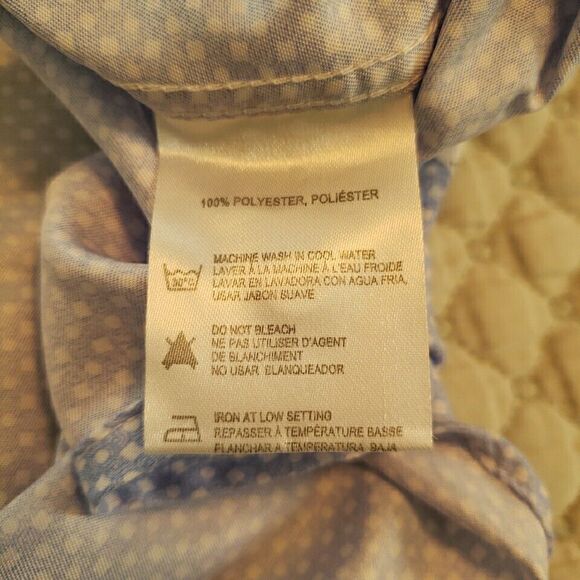 100% POLYESTER, POLIÉSTER
MACHINE WASH IN COOL WATER
LAVER À LA MACHINE À L'EAU FROIDE
LAVAR EN LAVADORA CON AGUA FRIA,
USAR JABON SUAVE
30°C
DO NOT BLEACH
NE PAS UTILISER D'AGENT
DE BLANCHIMENT
NO USAR BLANQUEADOR
IRON AT LOW SETTING
REPASSER À TEMPÉRATURE BASSE
PLANCHAR A TEMPERATURA BAJA